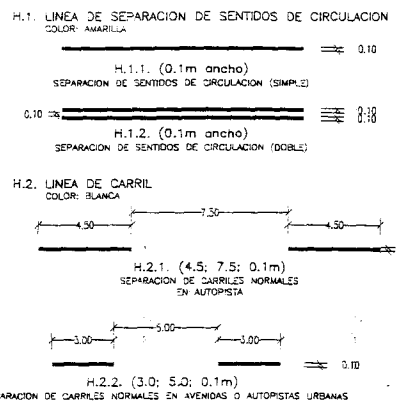 H.1. LINEA DE SEPARACION DE SENTIDOS DE CIRCULACION
COLOR: AMARILLA
0.10
H.1.1. (0.1m ancho)
SEPARACION DE SENTIDOS DE CIRCULACION (SIMPLE)
0.10
0.10
0.10
H.1.2. (0.1m ancho)
SEPARACION DE SENTIDOS DE CIRCULACION (DOBLE)
H.2. LINEA DE CARRIL
COLOR: BLANCA
7.50
4.50
4.50
H.2.1. (4.5; 7.5; 0.1m)
SEPARACION DE CARRILES NORMALES
EN AUTOPISTA
5.00
3.00
3.00
0.10
H.2.2. (3.0; 5.0; 0.1m)
ARACION DE CARRILES NORMALES EN AVENIDAS O AUTOPISTAS URBANAS